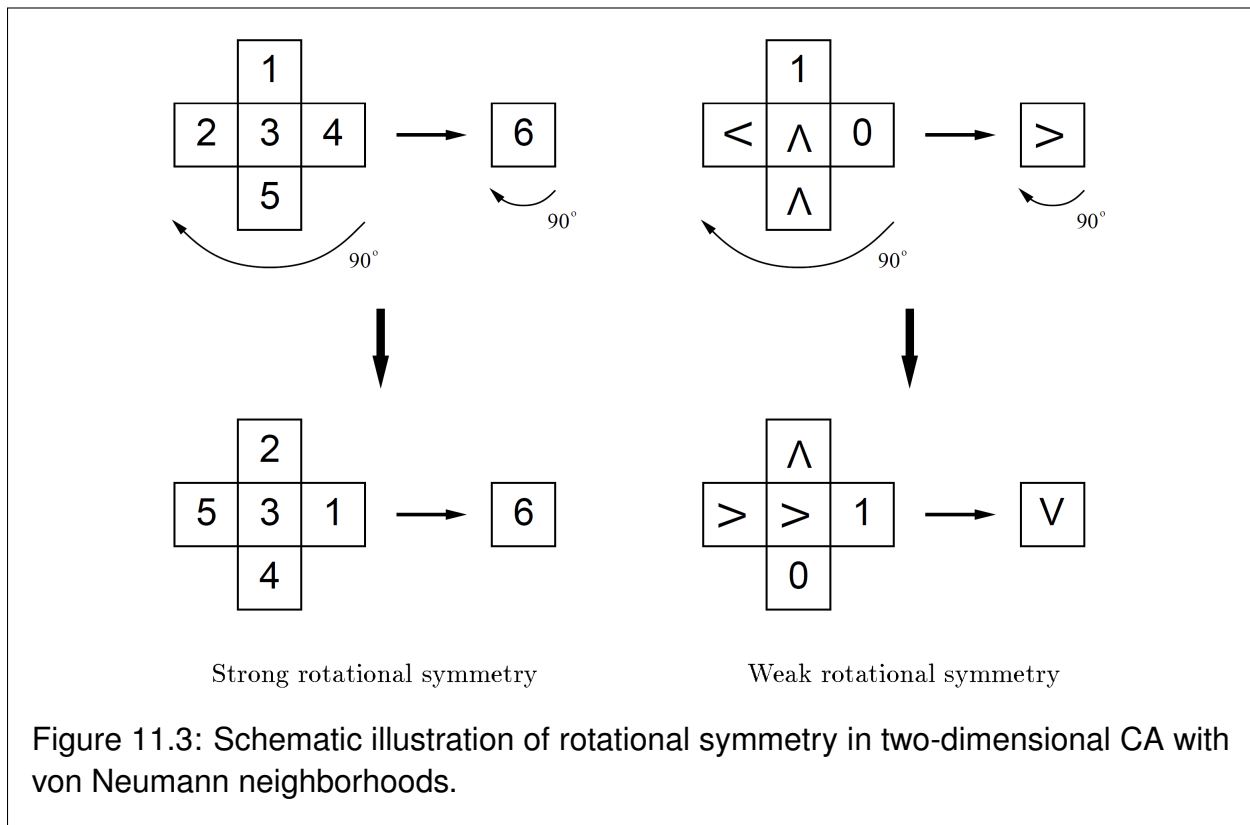 1 1
2 3 4 6 < Λ 0 >
5 Λ
90° 90° 90° 90°
2 Λ
5 3 1 6 > > 1 V
4 0
Strong rotational symmetry Weak rotational symmetry
Figure 11.3: Schematic illustration of rotational symmetry in two-dimensional CA with
von Neumann neighborhoods.